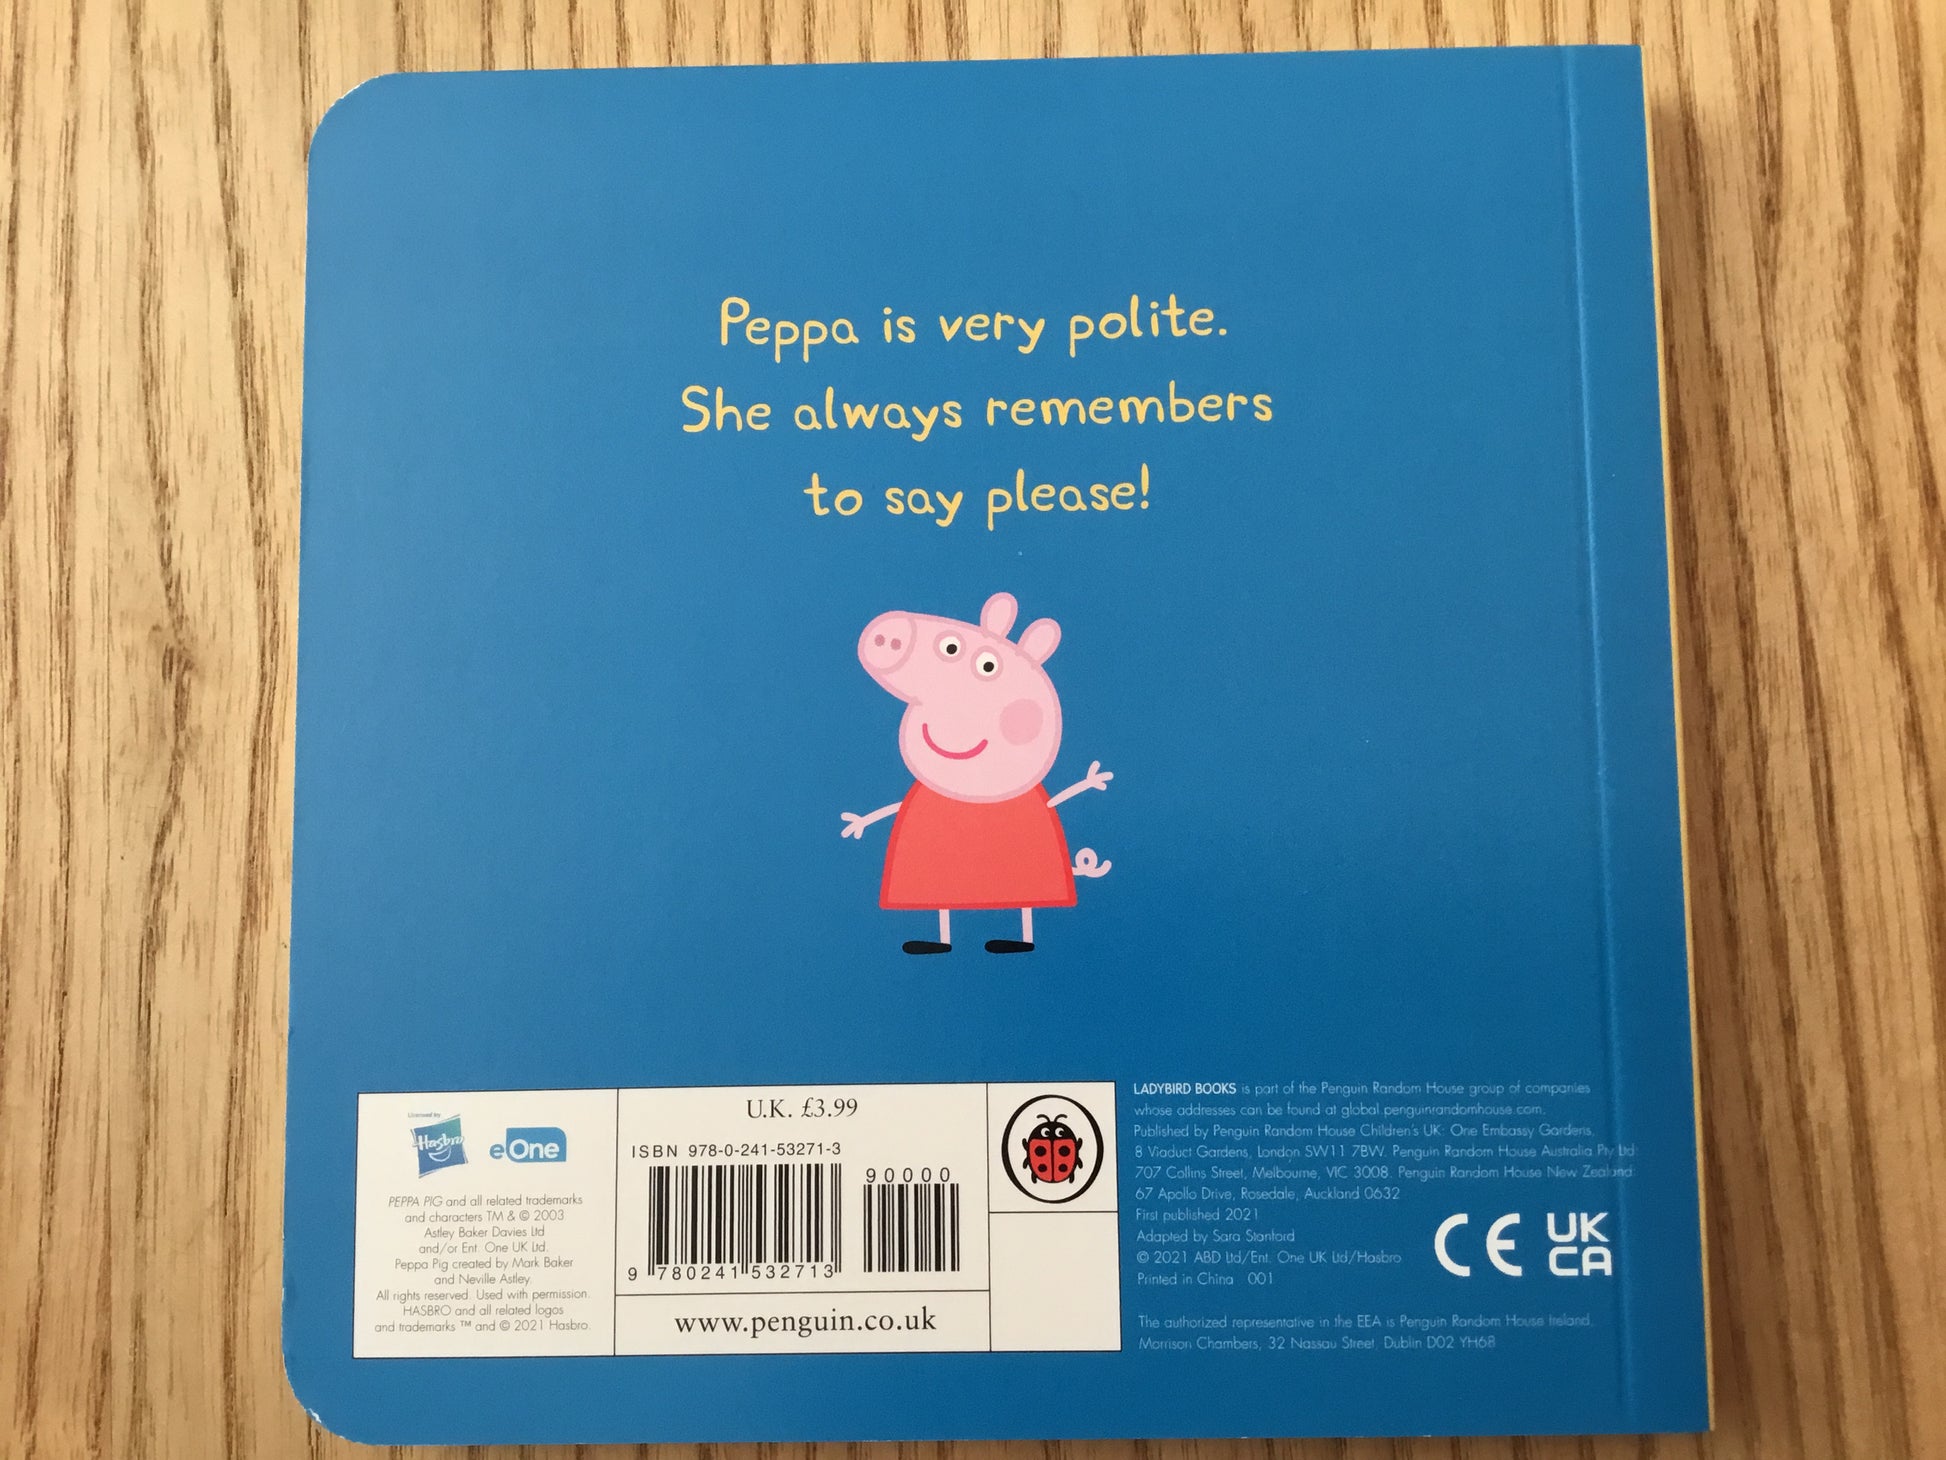 Peppa is very polite.
She always remembers
to say please!
Licensed by
Hasbro
eOne
PEPPA PIG and all related trademarks
and characters TM & © 2003
Astley Baker Davies Ltd
and/or Ent. One UK Ltd.
Peppa Pig created by Mark Baker
and Neville Astley.
All rights reserved. Used with permission.
HASBRO and all related logos
and trademarks ™ and © 2021 Hasbro.
U.K. £3.99
ISBN 978-0-241-53271-3
90000
9 780241 532713
www.penguin.co.uk
LADYBIRD BOOKS is part of the Penguin Random House group of companies
whose addresses can be found at global.penguinrandomhouse.com.
Published by Penguin Random House Children's UK: One Embassy Gardens,
8 Viaduct Gardens, London SW11 7BW. Penguin Random House Australia Pty Ltd:
707 Collins Street, Melbourne, VIC 3008. Penguin Random House New Zealand:
67 Apollo Drive, Rosedale, Auckland 0632
First published 2021
Adapted by Sara Stanford
© 2021 ABD Ltd/Ent. One UK Ltd/Hasbro
Printed in China 001
CE
UK
CA
The authorized representative in the EEA is Penguin Random House Ireland,
Morrison Chambers, 32 Nassau Street, Dublin D02 YH68